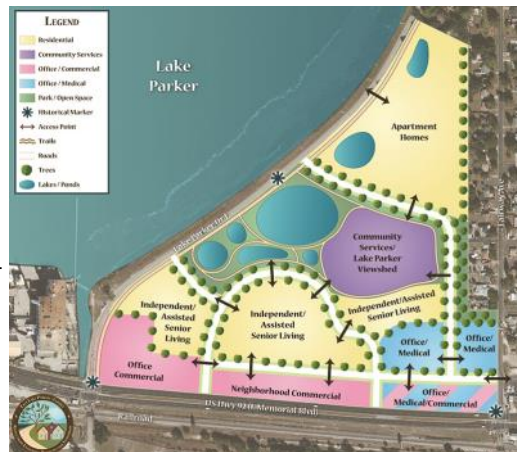 LEGEND
Residential
Community Services
Office / Commercial
Office / Medical
Park / Open Space
Historical Marker
Access Point
Trails
Roads
Trees
Lakes / Ponds
Lake
Parker
Apartment
Homes
Lake Parker Dr.
Community
Services/
Lake Parker
Viewshed
Independent/
Assisted
Senior
Living
Independent/
Assisted
Senior Living
Independent/Assisted
Senior Living
Office/
Medical
Office/
Medical
Office
Commercial
Neighborhood Commercial
Office/
Medical/Commercial
US Hwy 92/E Memorial Blvd.
Railroad